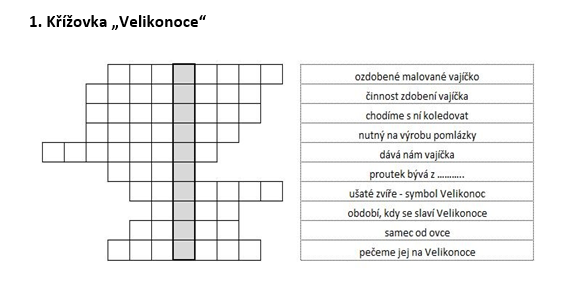 1. Křížovka „Velikonoce“
ozdobené malované vajíčko
činnost zdobení vajíčka
chodíme s ní koledovat
nutný na výrobu pomlázky
dává nám vajíčka
proutek bývá z ………..
ušaté zvíře - symbol Velikonoc
období, kdy se slaví Velikonoce
samec od ovce
pečeme jej na Velikonoce